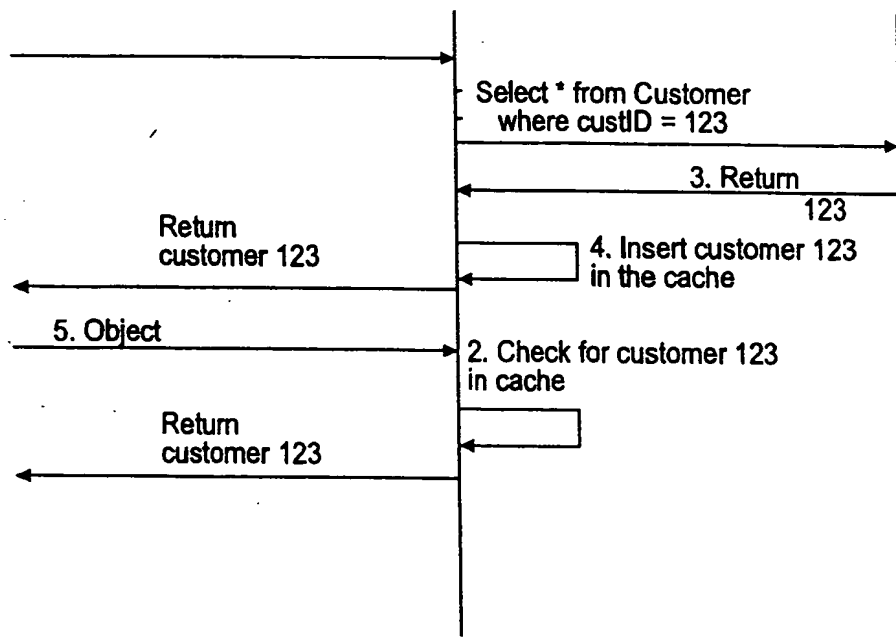 Select * from Customer
where custID = 123
3. Return
123
Return
customer 123
4. Insert customer 123
in the cache
5. Object
2. Check for customer 123
in cache
Return
customer 123